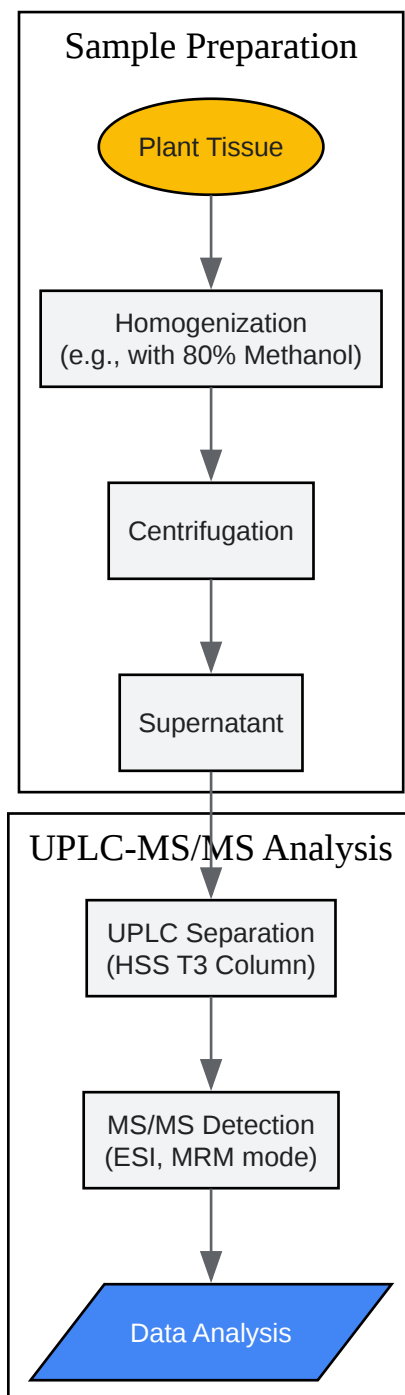 Sample Preparation
Plant Tissue
Homogenization
(e.g., with 80% Methanol)
Centrifugation
Supernatant
UPLC-MS/MS Analysis
UPLC Separation
(HSS T3 Column)
MS/MS Detection
(ESI, MRM mode)
Data Analysis